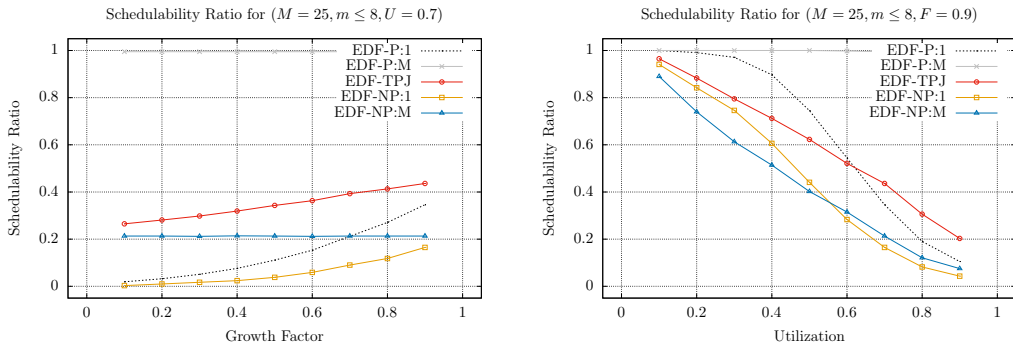 Schedulability Ratio for (M = 25, m ≤ 8, U = 0.7)
1
0.8
0.6
0.4
0.2
0
Schedulability Ratio
EDF-P:1
EDF-P:M
EDF-TPJ
EDF-NP:1
EDF-NP:M
0 0.2 0.4 0.6 0.8 1
Growth Factor
Schedulability Ratio for (M = 25, m ≤ 8, F = 0.9)
1
0.8
0.6
0.4
0.2
0
Schedulability Ratio
EDF-P:1
EDF-P:M
EDF-TPJ
EDF-NP:1
EDF-NP:M
0 0.2 0.4 0.6 0.8 1
Utilization